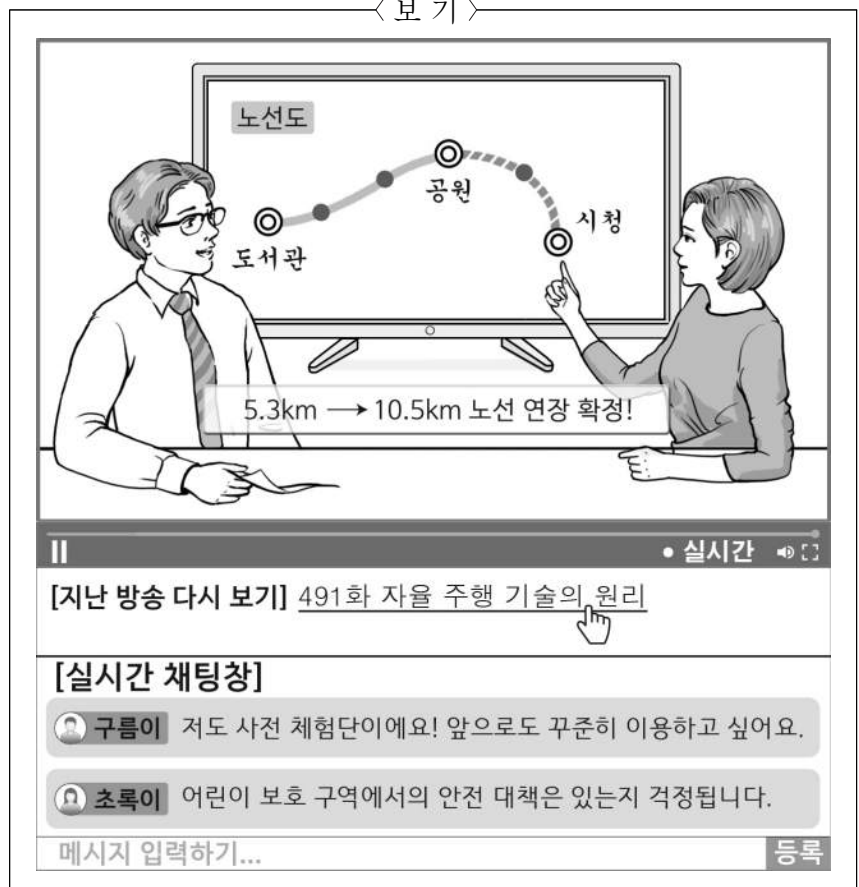 〈보 기〉
노선도
공원
시청
도서관
5.3km → 10.5km 노선 연장 확정!
실시간
[지난 방송 다시 보기] 491화 자율 주행 기술의 원리
[실시간 채팅창]
구름이 저도 사전 체험단이에요! 앞으로도 꾸준히 이용하고 싶어요.
초록이 어린이 보호 구역에서의 안전 대책은 있는지 걱정됩니다.
메시지 입력하기... 등록